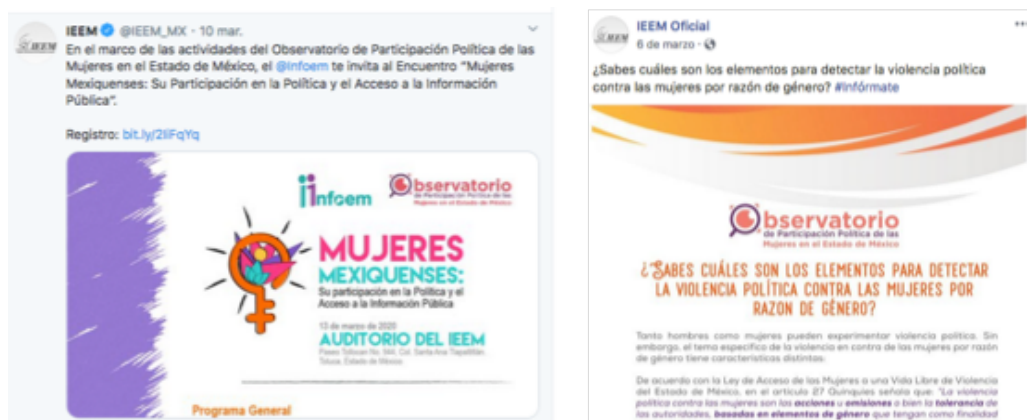 IEEM @IEEM_MX · 10 mar.
En el marco de las actividades del Observatorio de Participación Política de las
Mujeres en el Estado de México, el @Infoem te invita al Encuentro "Mujeres
Mexiquenses: Su Participación en la Política y el Acceso a la Información
Pública".
Registro: bit.ly/2IiFqYq
infoem
Observatorio
de Participación Política de las
Mujeres en el Estado de México
MUJERES
MEXIQUENSES:
Su participación en la Política y el
Acceso a la Información Pública
13 de marzo de 2020
AUDITORIO DEL IEEM
Paseo Tollocan No. 944, Col. Santa Ana Tlapaltitlán,
Toluca, Estado de México.
Programa General
IEEM
IEEM Oficial
6 de marzo ·
¿Sabes cuáles son los elementos para detectar la violencia política
contra las mujeres por razón de género? #Infórmate
Observatorio
de Participación Política de las
Mujeres en el Estado de México
¿SABES CUÁLES SON LOS ELEMENTOS PARA DETECTAR
LA VIOLENCIA POLÍTICA CONTRA LAS MUJERES POR
RAZON DE GÉNERO?
Tanto hombres como mujeres pueden experimentar violencia política. Sin
embargo, el tema específico de la violencia en contra de las mujeres por razón
de género tiene características distintas:
De acuerdo con la Ley de Acceso de las Mujeres a una Vida Libre de Violencia
del Estado de México, en el artículo 27 Quinquies señala que: "La violencia
política contra las mujeres son las acciones u omisiones o bien la tolerancia de
las autoridades, basadas en elementos de género que tengan como finalidad